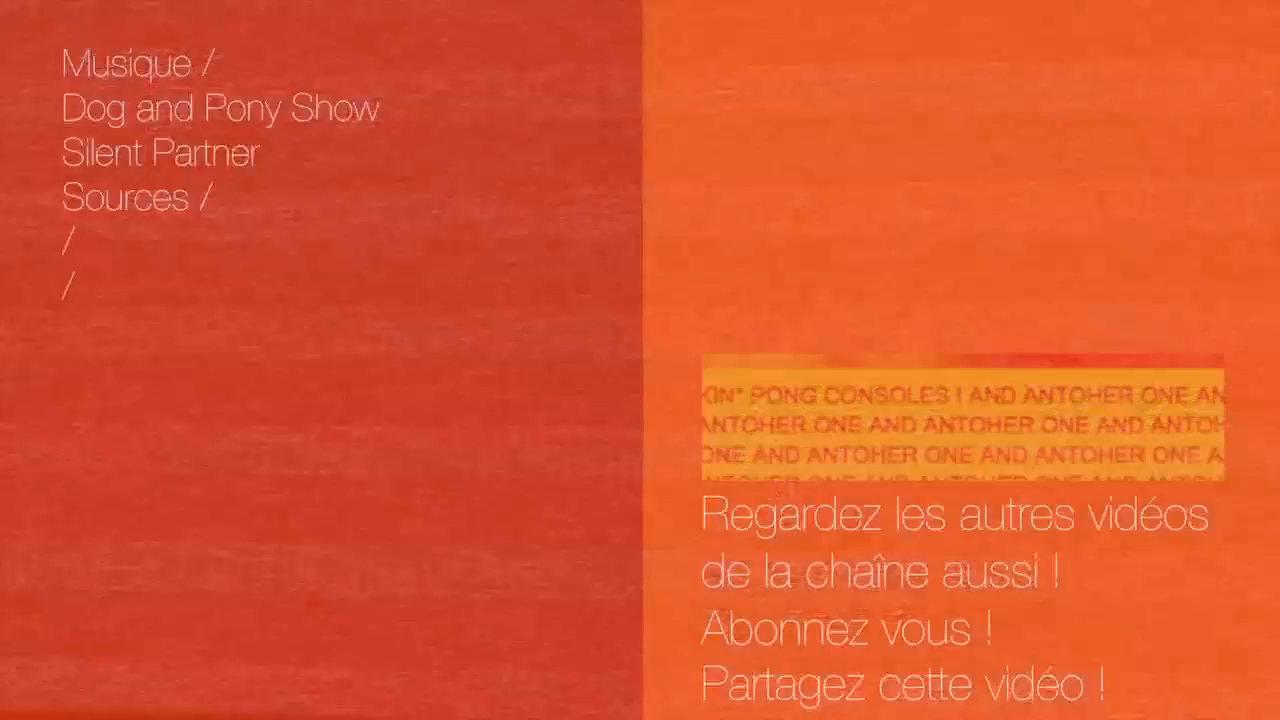 Musique /
Dog and Pony Show
Silent Partner
Sources /
/
/
PONG CONSOLES ! AND ANTOHER ONE AN
ANTOHER ONE AND ANTOHER ONE AND ANTOH
ONE AND ANTOHER ONE AND ANTOHER ONE A
Regardez les autres vidéos
de la chaîne aussi !
Abonnez vous !
Partagez cette vidéo !